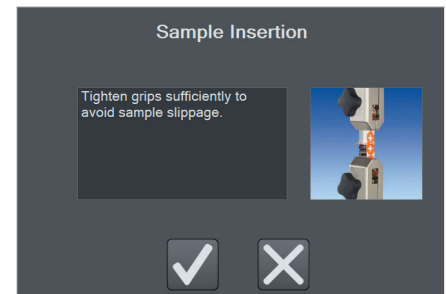 Sample Insertion
Tighten grips sufficiently to
avoid sample slippage.